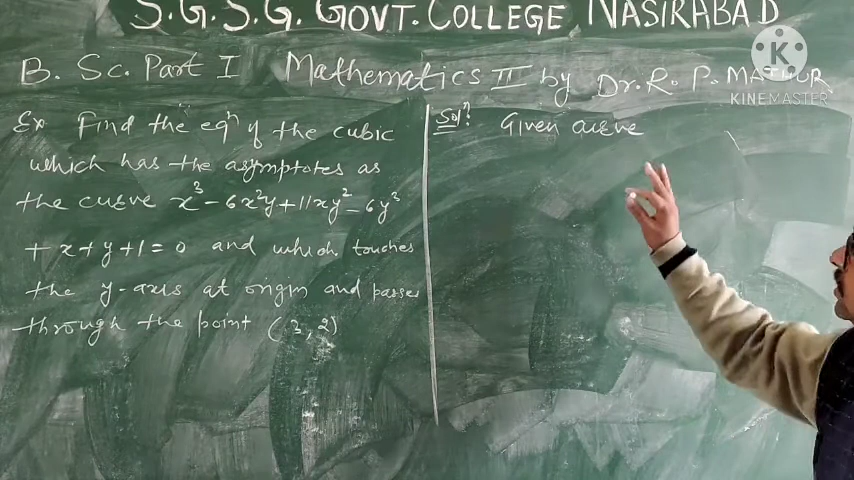 S.G.S.G. GOVT. COLLEGE NASIRABAD
B. Sc. Part I Mathematics II by Dr. R. P. MATHUR
KINEMASTER
Ex Find the eqⁿ of the cubic
which has the asymptotes as
the curve x³ - 6x²y + 11xy² - 6y³
+ x + y + 1 = 0 and which touches
the y-axis at origin and passes
through the point (3, 2)
Solⁿ. Given curve